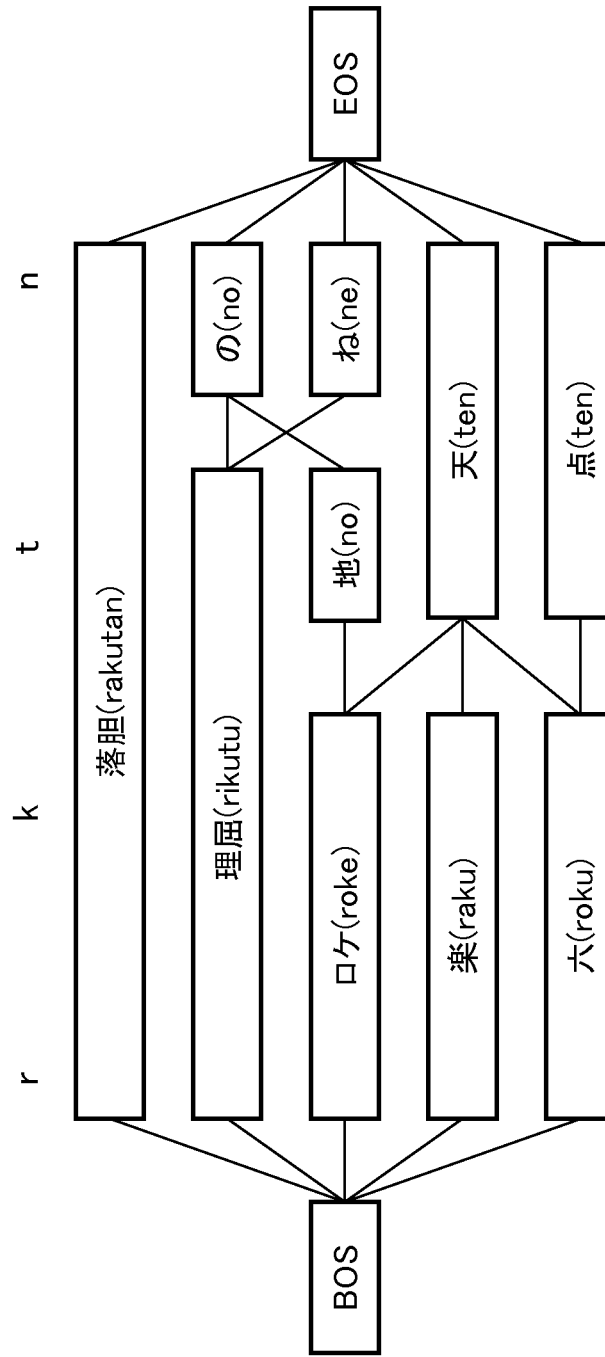 r k t n
落胆(rakutan)
理屈(rikutu)
の(no)
ロケ(roke)
地(no)
ね(ne)
BOS
EOS
楽(raku)
天(ten)
六(roku)
点(ten)